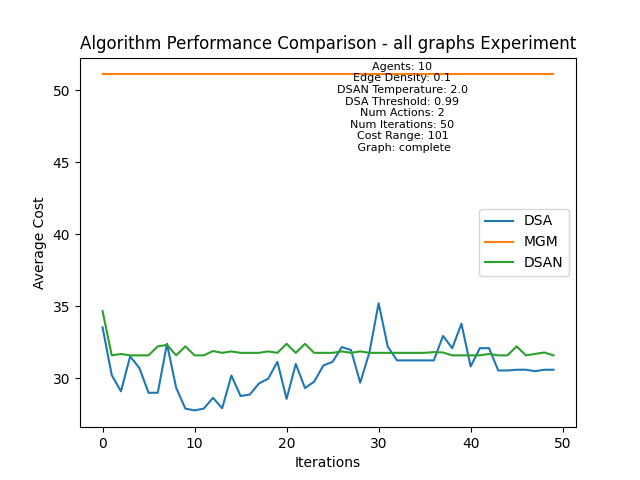 Algorithm Performance Comparison - all graphs Experiment
Agents: 10
Edge Density: 0.1
DSAN Temperature: 2.0
DSA Threshold: 0.99
Num Actions: 2
Num Iterations: 50
Cost Range: 101
Graph: complete
50
45
40
35
30
Average Cost
DSA
MGM
DSAN
0
10
20
30
40
50
Iterations